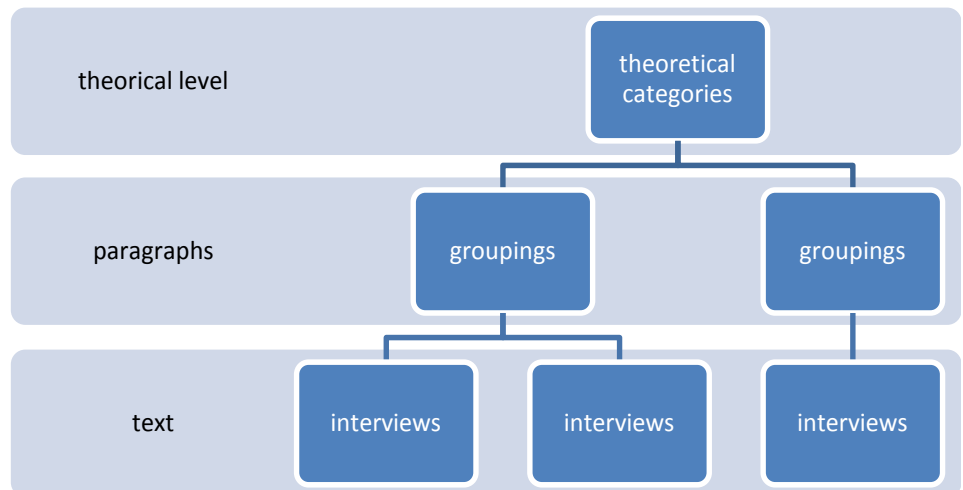 theorical level
theoretical
categories
paragraphs
groupings
groupings
text
interviews
interviews
interviews